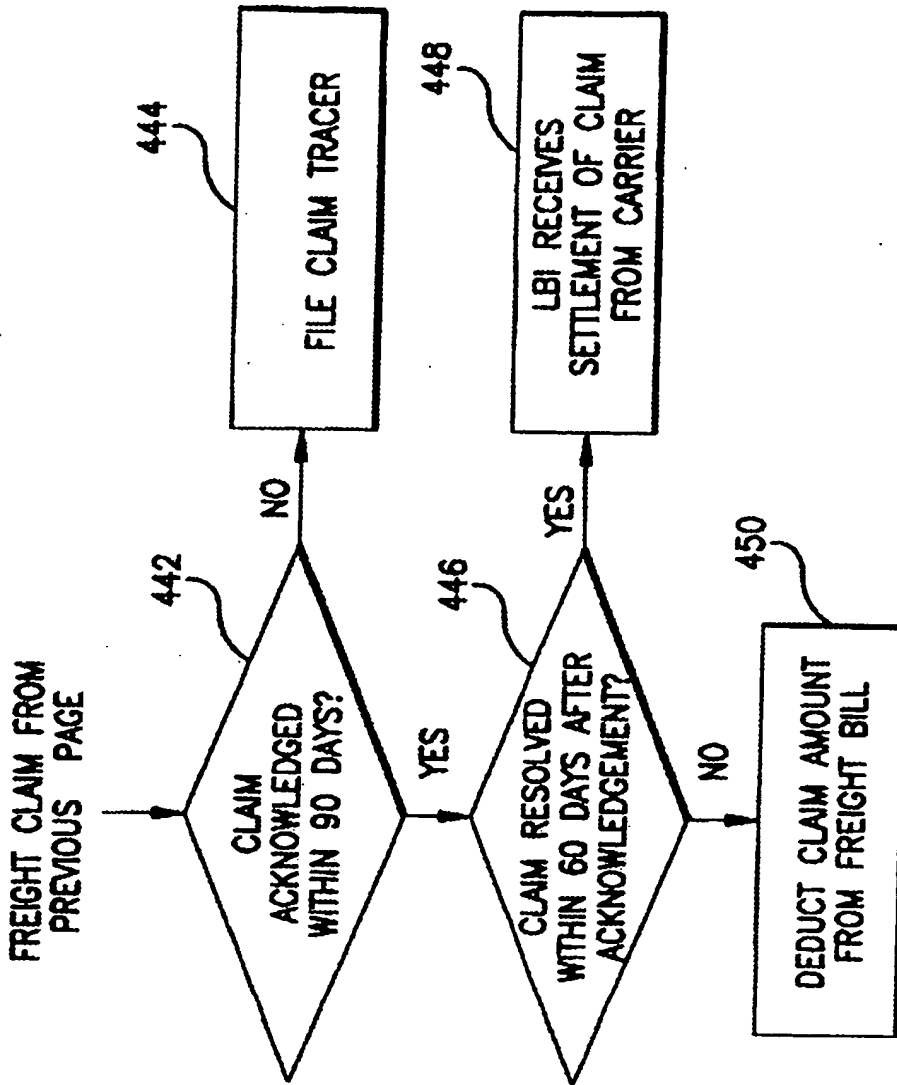 FREIGHT CLAIM FROM
PREVIOUS PAGE
442
CLAIM
ACKNOWLEDGED
WITHIN 90 DAYS?
NO
444
FILE CLAIM TRACER
YES
446
CLAIM RESOLVED
WITHIN 60 DAYS AFTER
ACKNOWLEDGEMENT?
YES
448
LBI RECEIVES
SETTLEMENT OF CLAIM
FROM CARRIER
NO
450
DEDUCT CLAIM AMOUNT
FROM FREIGHT BILL